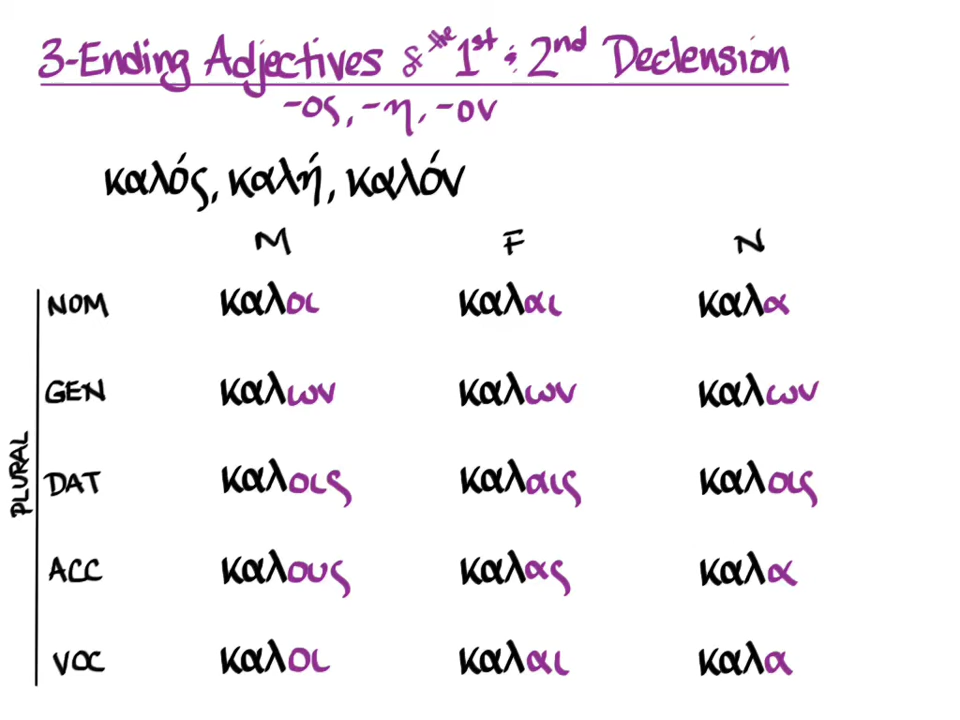 3-Ending Adjectives of the 1st & 2nd Declension
-ος, -η, -ον
καλός, καλή, καλόν
M F N
NOM καλοι καλαι καλα
GEN καλων καλων καλων
PLURAL
DAT καλοις καλαις καλοις
ACC καλους καλας καλα
VOC καλοι καλαι καλα